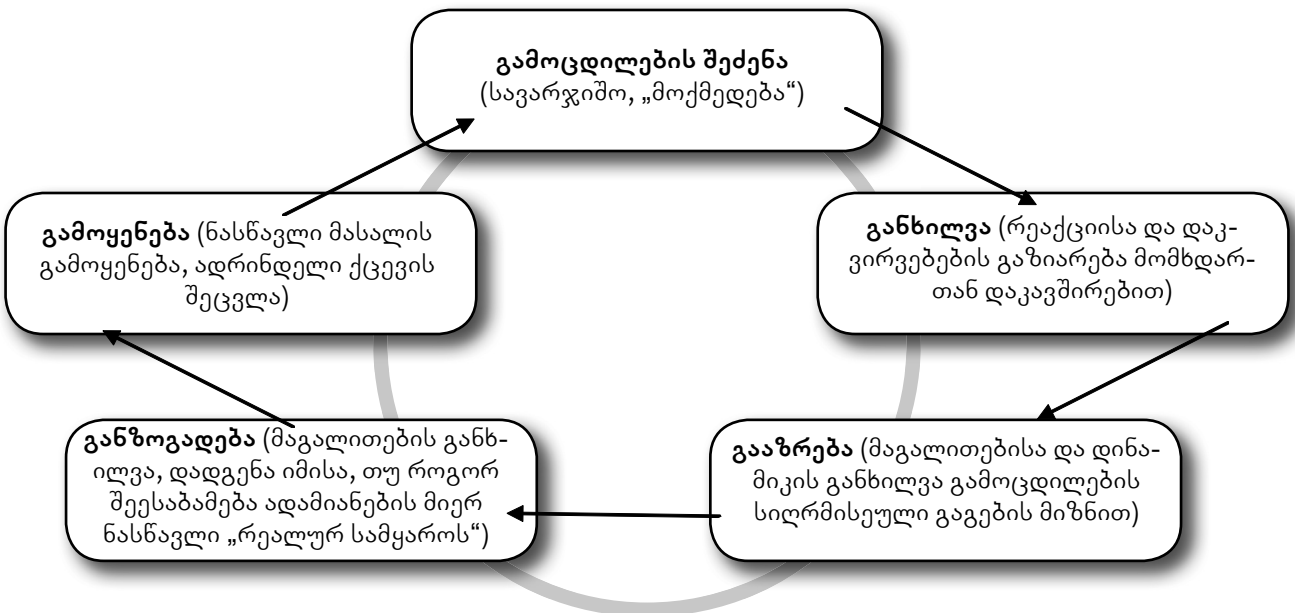 გამოცდილების შეძენა
(სავარჯიშო, „მოქმედება“)
განხილვა (რეაქციისა და დაკ-
ვირვებების გაზიარება მომხდარ-
თან დაკავშირებით)
გააზრება (მაგალითებისა და დინა-
მიკის განხილვა გამოცდილების
სიღრმისეული გაგების მიზნით)
განზოგადება (მაგალითების განხ-
ილვა, დადგენა იმისა, თუ როგორ
შეესაბამება ადამიანების მიერ
ნასწავლი „რეალურ სამყაროს“)
გამოყენება (ნასწავლი მასალის
გამოყენება, ადრინდელი ქცევის
შეცვლა)